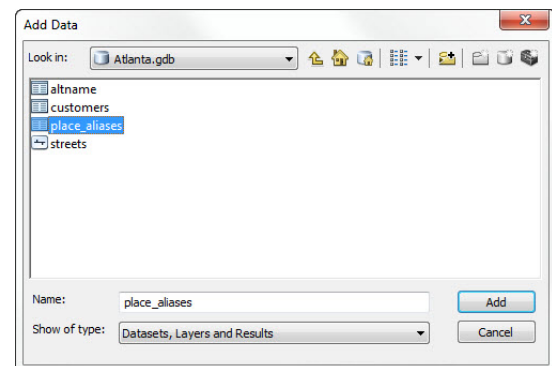 Add Data
Look in: Atlanta.gdb
altname
customers
place_aliases
streets
Name: place_aliases Add
Show of type: Datasets, Layers and Results Cancel